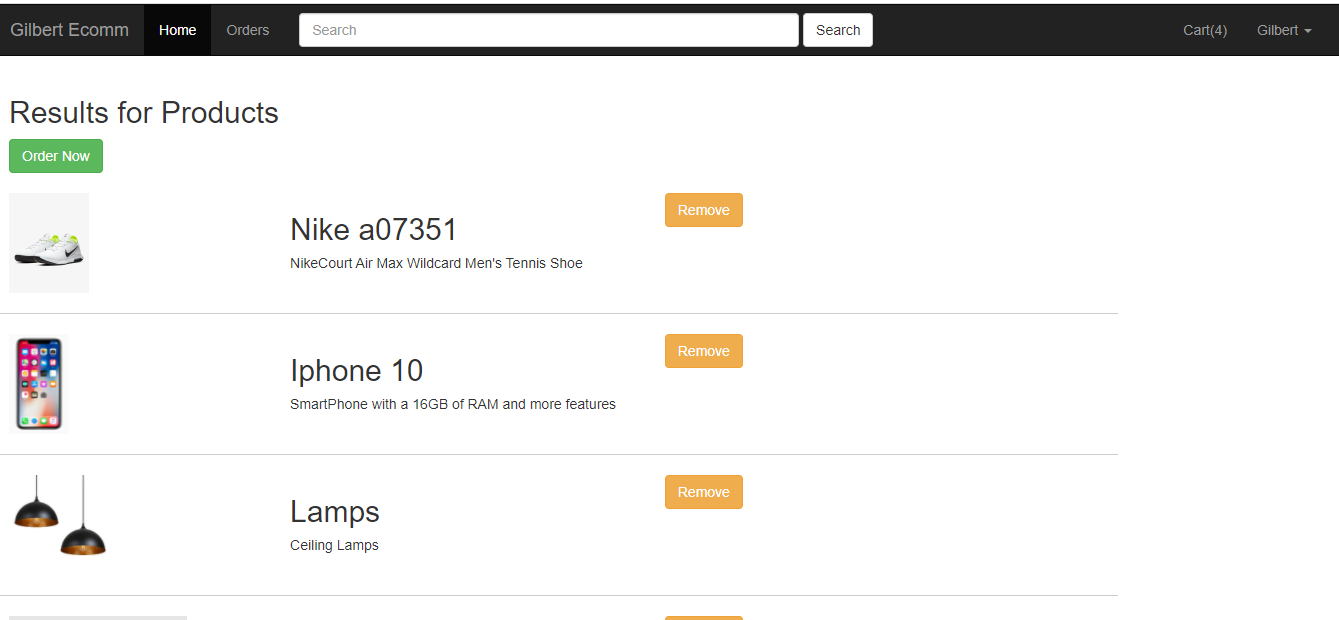 Gilbert Ecomm Home Orders Search Search Cart(4) Gilbert
Results for Products
Order Now
Remove
Nike a07351
NikeCourt Air Max Wildcard Men's Tennis Shoe
Remove
Iphone 10
SmartPhone with a 16GB of RAM and more features
Remove
Lamps
Ceiling Lamps